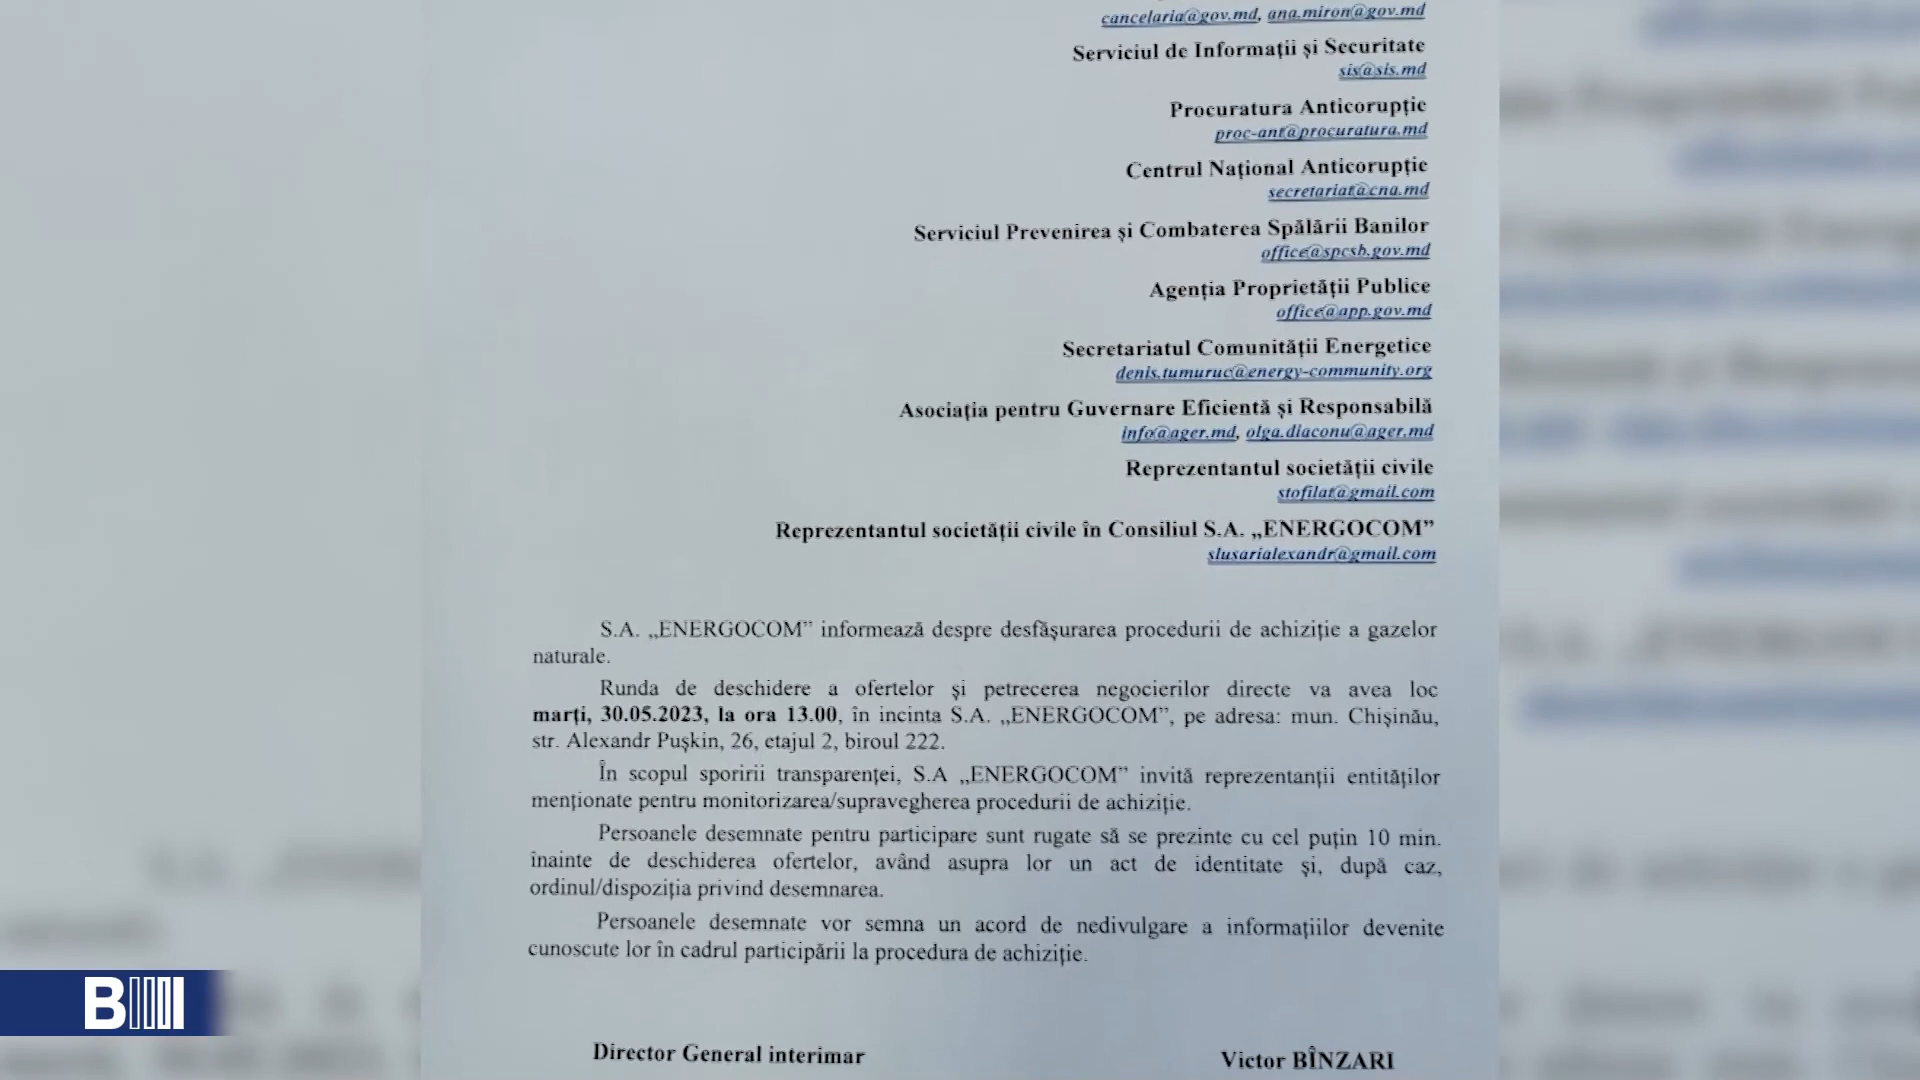 cancelaria@gov.md, ana.miron@gov.md
Serviciul de Informații și Securitate
sis@sis.md
Procuratura Anticorupție
proc-ant@procuratura.md
Centrul Național Anticorupție
secretariat@cna.md
Serviciul Prevenirea și Combaterea Spălării Banilor
office@spcsb.gov.md
Agenția Proprietății Publice
office@app.gov.md
Secretariatul Comunității Energetice
denis.tumuruc@energy-community.org
Asociația pentru Guvernare Eficientă și Responsabilă
info@ager.md, olga.diaconu@ager.md
Reprezentantul societății civile
stofilat@gmail.com
Reprezentantul societății civile în Consiliul S.A. „ENERGOCOM”
slusarialexandr@gmail.com
S.A. „ENERGOCOM” informează despre desfășurarea procedurii de achiziție a gazelor
naturale.
Runda de deschidere a ofertelor și petrecerea negocierilor directe va avea loc
marți, 30.05.2023, la ora 13.00, în incinta S.A. „ENERGOCOM”, pe adresa: mun. Chișinău,
str. Alexandr Pușkin, 26, etajul 2, biroul 222.
În scopul sporirii transparenței, S.A „ENERGOCOM” invită reprezentanții entităților
menționate pentru monitorizarea/supravegherea procedurii de achiziție.
Persoanele desemnate pentru participare sunt rugate să se prezinte cu cel puțin 10 min.
înainte de deschiderea ofertelor, având asupra lor un act de identitate și, după caz,
ordinul/dispoziția privind desemnarea.
Persoanele desemnate vor semna un acord de nedivulgare a informațiilor devenite
cunoscute lor în cadrul participării la procedura de achiziție.
Director General interimar Victor BÎNZARI
B